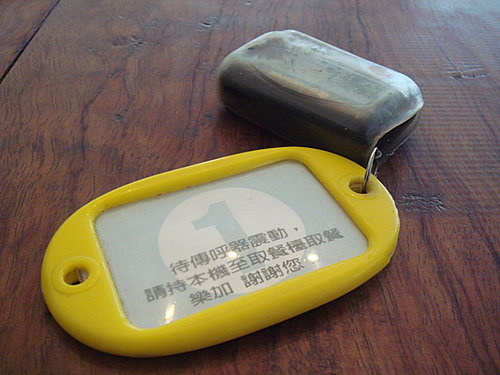 1
待傳呼器震動，
請持本機至取餐檯取餐
樂加 謝謝您